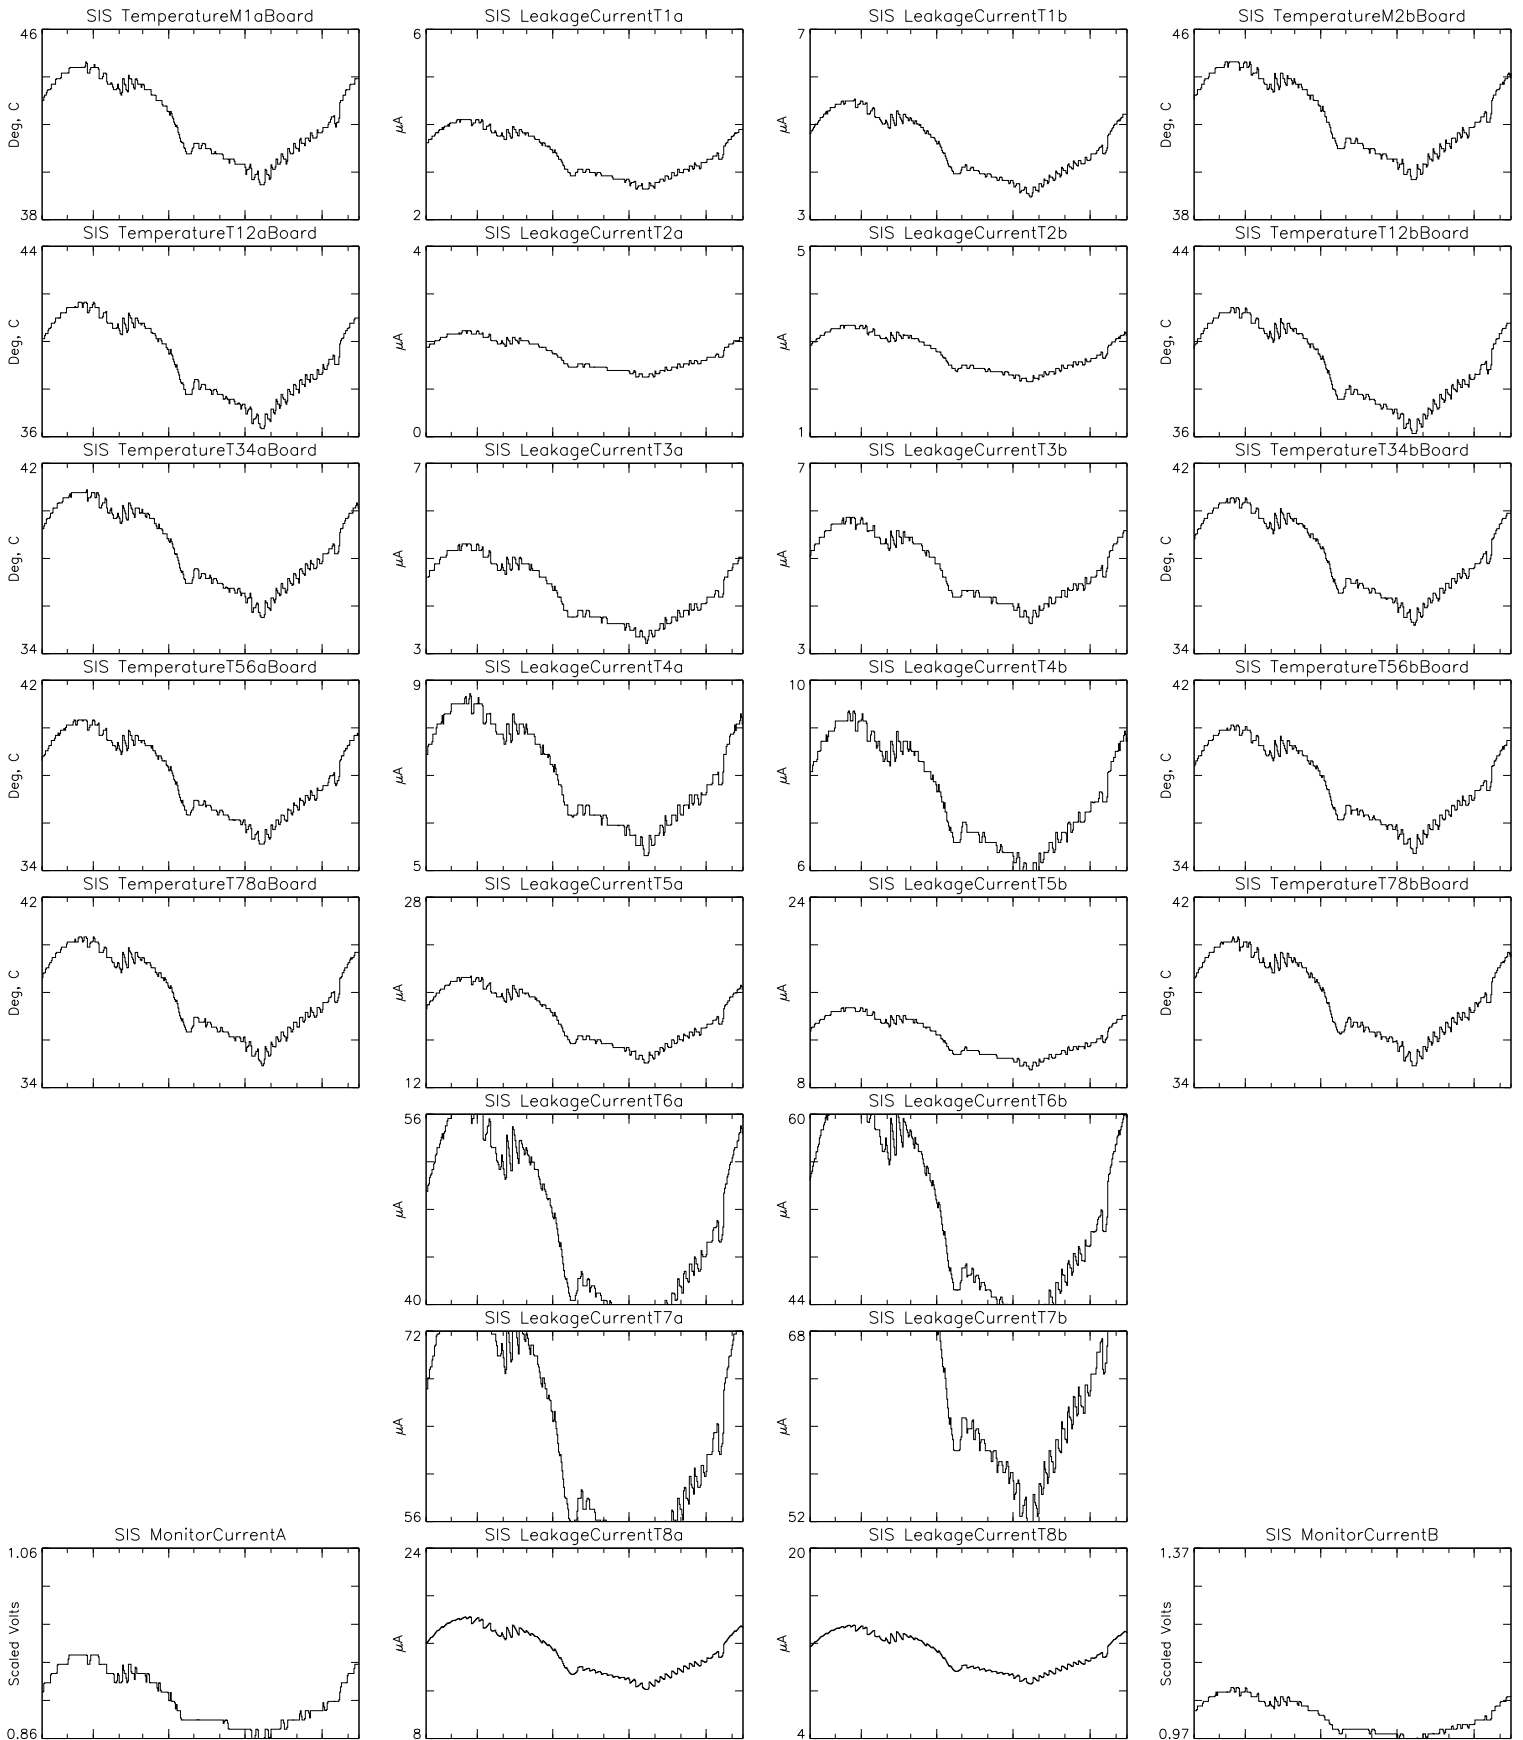 SIS TemperatureM1aBoard
46
Deg, C
38
SIS LeakageCurrentT1a
6
μA
2
SIS LeakageCurrentT1b
7
μA
3
SIS TemperatureM2bBoard
46
Deg, C
38
SIS TemperatureT12aBoard
44
Deg, C
36
SIS LeakageCurrentT2a
4
μA
0
SIS LeakageCurrentT2b
5
μA
1
SIS TemperatureT12bBoard
44
Deg, C
36
SIS TemperatureT34aBoard
42
Deg, C
34
SIS LeakageCurrentT3a
7
μA
3
SIS LeakageCurrentT3b
7
μA
3
SIS TemperatureT34bBoard
42
Deg, C
34
SIS TemperatureT56aBoard
42
Deg, C
34
SIS LeakageCurrentT4a
9
μA
5
SIS LeakageCurrentT4b
10
μA
6
SIS TemperatureT56bBoard
42
Deg, C
34
SIS TemperatureT78aBoard
42
Deg, C
34
SIS LeakageCurrentT5a
28
μA
12
SIS LeakageCurrentT5b
24
μA
8
SIS TemperatureT78bBoard
42
Deg, C
34
SIS LeakageCurrentT6a
56
μA
40
SIS LeakageCurrentT6b
60
μA
44
SIS LeakageCurrentT7a
72
μA
56
SIS LeakageCurrentT7b
68
μA
52
SIS MonitorCurrentA
1.06
Scaled Volts
0.86
SIS LeakageCurrentT8a
24
μA
8
SIS LeakageCurrentT8b
20
μA
4
SIS MonitorCurrentB
1.37
Scaled Volts
0.97